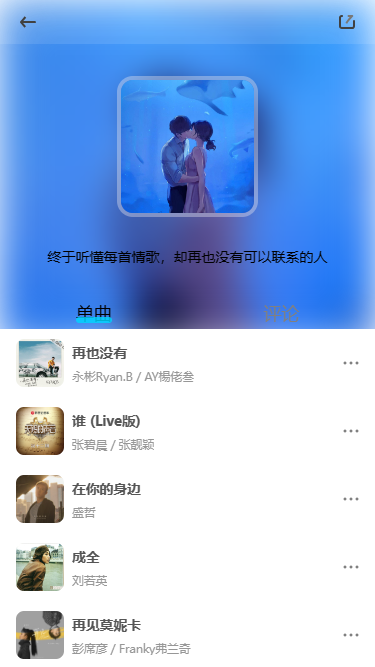 终于听懂每首情歌，却再也没有可以联系的人
单曲
评论
再也没有
永彬Ryan.B / AY楊佬叁
谁 (Live版)
张碧晨 / 张靓颖
在你的身边
盛哲
成全
刘若英
再见莫妮卡
彭席彦 / Franky弗兰奇